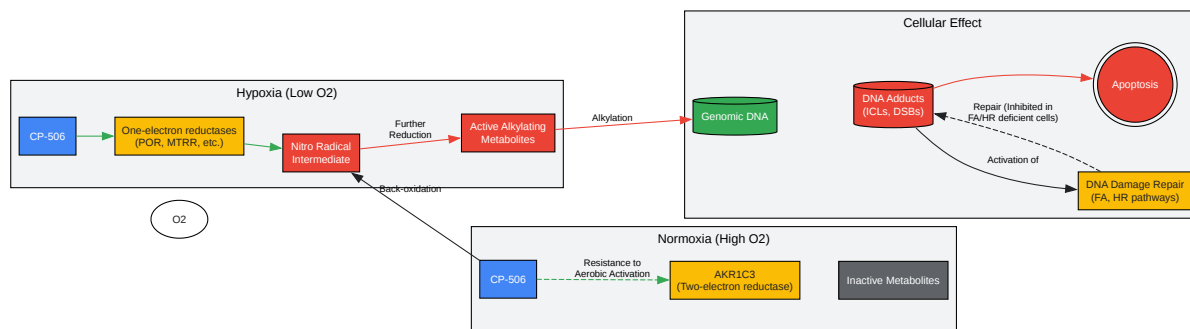 Cellular Effect
Hypoxia (Low O2)
CP-506
One-electron reductases
(POR, MTRR, etc.)
Nitro Radical
Intermediate
Further
Reduction
Active Alkylating
Metabolites
Alkylation
Genomic DNA
DNA Adducts
(ICLs, DSBs)
Apoptosis
Repair (Inhibited in
FA/HR deficient cells)
Activation of
DNA Damage Repair
(FA, HR pathways)
Back-oxidation
O2
Normoxia (High O2)
CP-506
Resistance to
Aerobic Activation
AKR1C3
(Two-electron reductase)
Inactive Metabolites